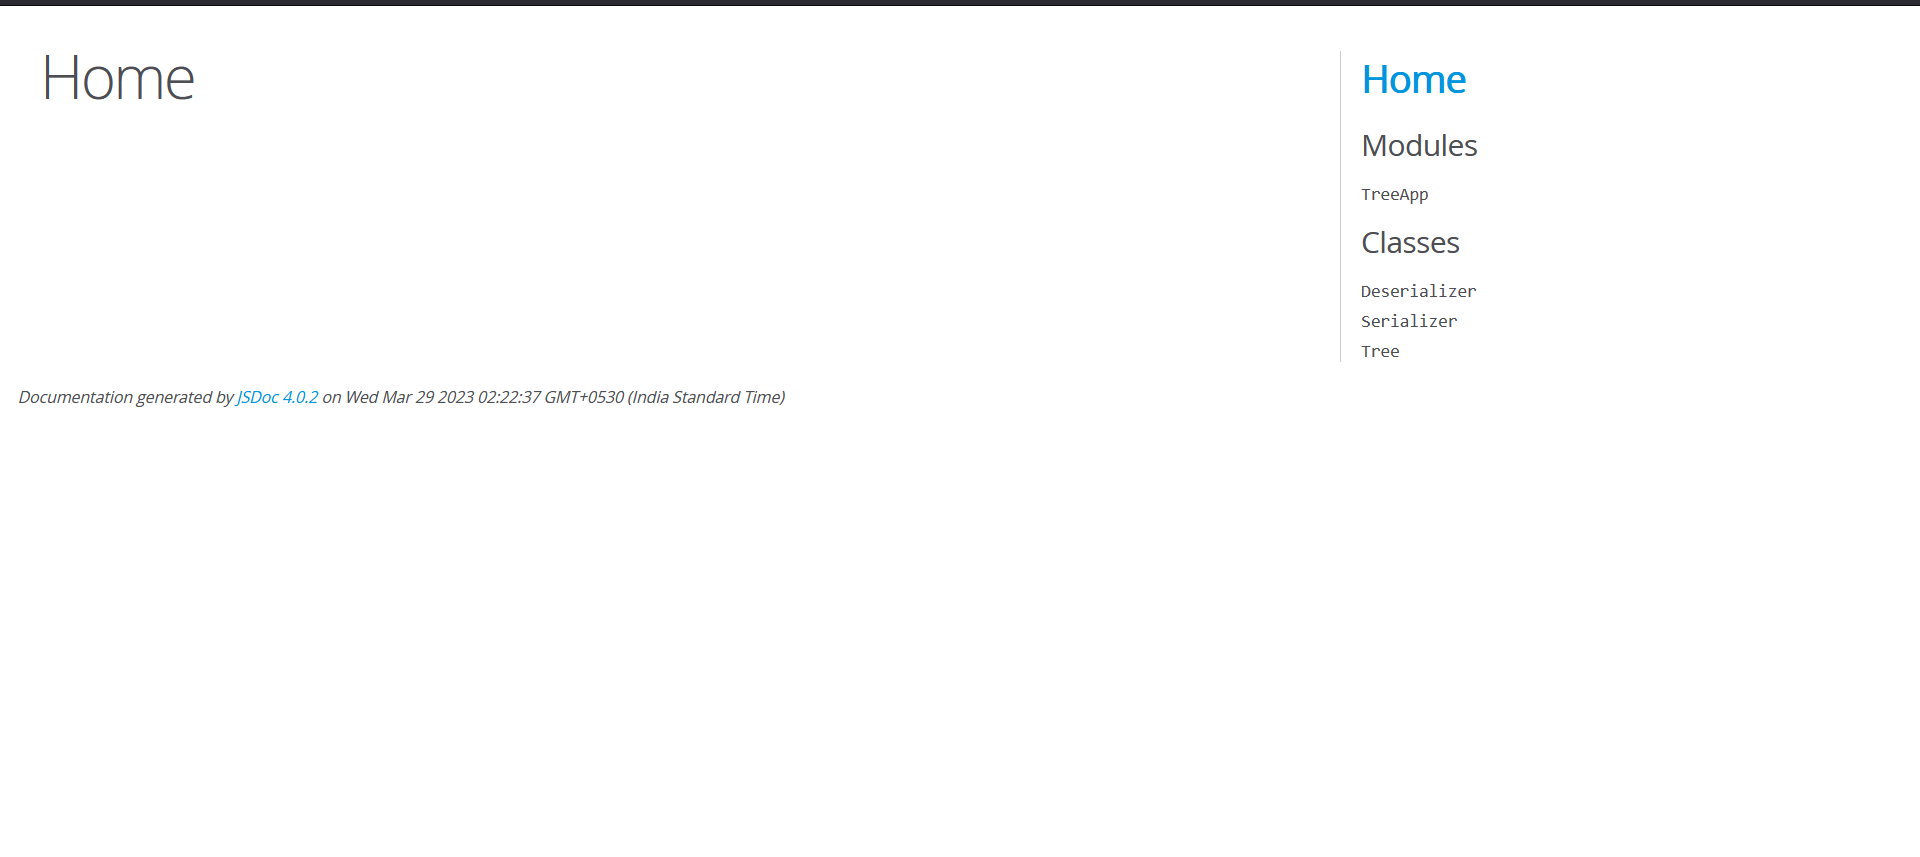 Home
Home
Modules
TreeApp
Classes
Deserializer
Serializer
Tree
Documentation generated by JSDoc 4.0.2 on Wed Mar 29 2023 02:22:37 GMT+0530 (India Standard Time)